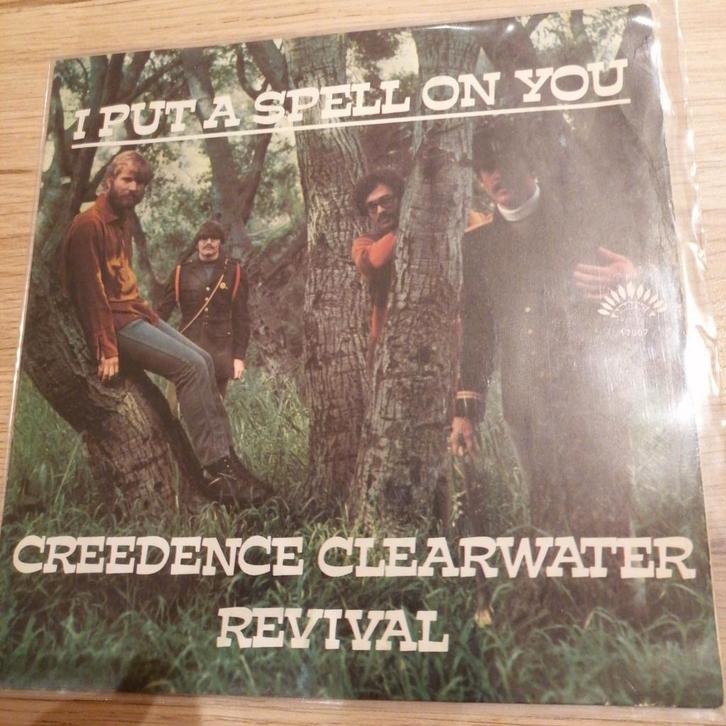 I PUT A SPELL ON YOU
CREEDENCE CLEARWATER
REVIVAL